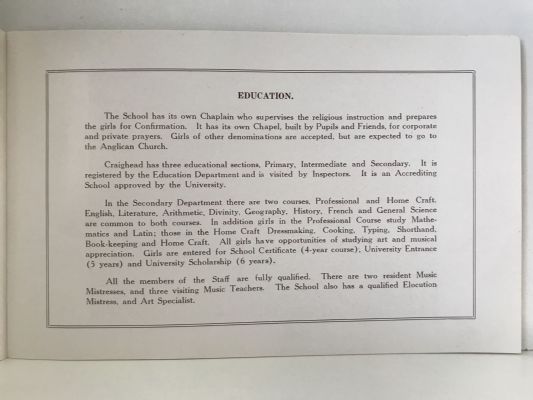 EDUCATION.
The School has its own Chaplain who supervises the religious instruction and prepares
the girls for Confirmation. It has its own Chapel, built by Pupils and Friends, for corporate
and private prayers. Girls of other denominations are accepted, but are expected to go to
the Anglican Church.
Craighead has three educational sections, Primary, Intermediate and Secondary. It is
registered by the Education Department and is visited by Inspectors. It is an Accrediting
School approved by the University.
In the Secondary Department there are two courses, Professional and Home Craft.
English, Literature, Arithmetic, Divinity, Geography, History, French and General Science
are common to both courses. In addition girls in the Professional Course study Mathe-
matics and Latin; those in the Home Craft Dressmaking, Cooking, Typing, Shorthand,
Book-keeping and Home Craft. All girls have opportunities of studying art and musical
appreciation. Girls are entered for School Certificate (4-year course); University Entrance
(5 years) and University Scholarship (6 years).
All the members of the Staff are fully qualified. There are two resident Music
Mistresses, and three visiting Music Teachers. The School also has a qualified Elocution
Mistress, and Art Specialist.